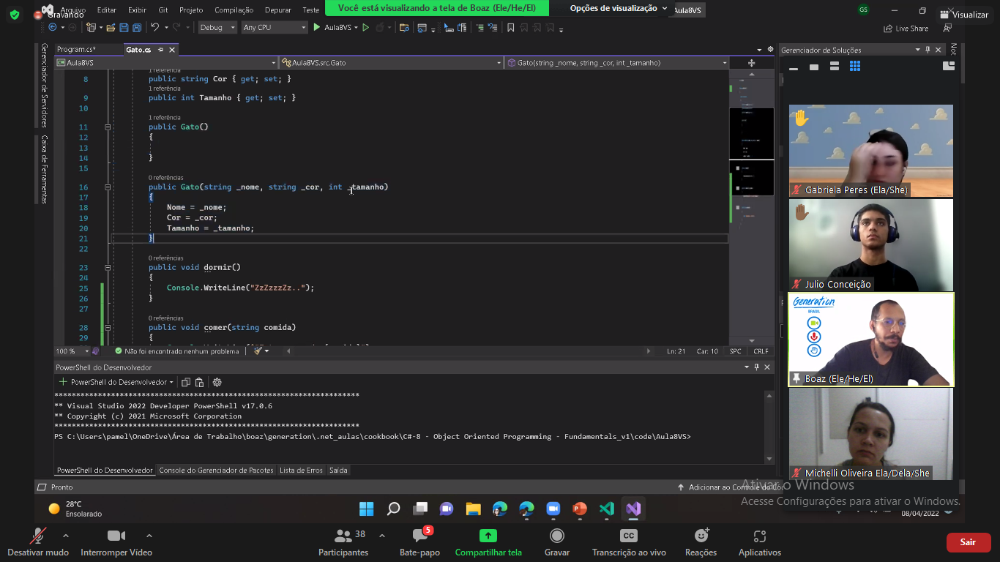 Gravando
Arquivo Editar Exibir Git Projeto Compilação Depurar Teste
Você está visualizando a tela de Boaz (Ele/He/El)
Opções de visualização
Aula8VS
GS
Visualizar
Debug Any CPU Aula8VS
Live Share
Program.cs*
Gato.cs
Aula8VS
Aula8VS.src.Gato
Gato(string _nome, string _cor, int _tamanho)
Gerenciador de Servidores
Caixa de Ferramentas
Gerenciador de Soluções
Not
1 referência
8 public string Cor { get; set; }
1 referência
9 public int Tamanho { get; set; }
10
1 referência
11 public Gato()
12 {
13
14 }
15
0 referências
16 public Gato(string _nome, string _cor, int _tamanho)
17 {
18 Nome = _nome;
19 Cor = _cor;
20 Tamanho = _tamanho;
21 }
22
0 referências
23 public void dormir()
24 {
25 Console.WriteLine("ZzZzzzZz..");
26 }
27
0 referências
28 public void comer(string comida)
29 {
100 %
Não foi encontrado nenhum problema
Ln: 21 Car: 10 SPC CRLF
PowerShell do Desenvolvedor
PowerShell do Desenvolvedor
**********************************************************************
** Visual Studio 2022 Developer PowerShell v17.0.6
** Copyright (c) 2021 Microsoft Corporation
**********************************************************************
PS C:\Users\pamel\OneDrive\Área de Trabalho\boaz\generation\.net_aulas\cookbook\C#-8 - Object Oriented Programming - Fundamentals_v1\code\Aula8VS>
PowerShell do Desenvolvedor Console do Gerenciador de Pacotes Lista de Erros Saída
Pronto
Adicionar ao Controle do Có
Gabriela Peres (Ela/She)
Julio Conceição
Generation
BRASIL
Boaz (Ele/He/El)
Michelli Oliveira Ela/Dela/She
Ativar o Windows
Acesse Configurações para ativar o Windows.
28°C
Ensolarado
08/04/2022
Desativar mudo
Interromper Vídeo
38
Participantes
5
Bate-papo
Compartilhar tela
Gravar
CC
Transcrição ao vivo
Reações
Aplicativos
Sair